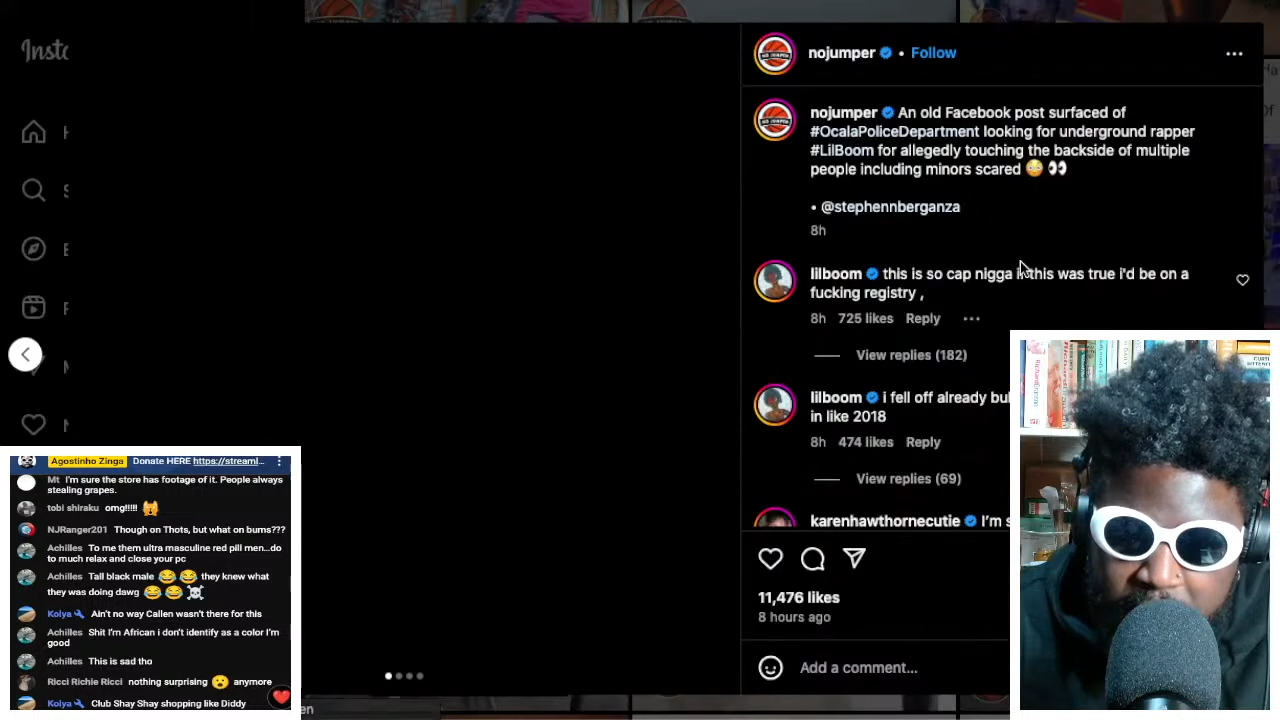 Inst
nojumper • Follow
nojumper An old Facebook post surfaced of
#OcalaPoliceDepartment looking for underground rapper
#LilBoom for allegedly touching the backside of multiple
people including minors scared 😳 👀
• @stephennberganza
8h
lilboom this is so cap nigga this was true i'd be on a
fucking registry ,
8h 725 likes Reply ...
View replies (182)
lilboom i fell off already bu
in like 2018
8h 474 likes Reply
View replies (69)
karenhawthornecutie I'm s
11,476 likes
8 hours ago
Add a comment...
Agostinho Zinga Donate HERE https://streaml...
Mt I'm sure the store has footage of it. People always
stealing grapes.
tobi shiraku omg!!!!! 🙀
NJRanger201 Though on Thots, but what on bums???
Achilles To me them ultra masculine red pill men...do
to much relax and close your pc
Achilles Tall black male 😂 😂 they knew what
they was doing dawg 😂 😂 ☠️
Kolya 🔧 Ain't no way Callen wasn't there for this
Achilles Shit I'm African i don't identify as a color I'm
good
Achilles This is sad tho
Ricci Richie Ricci nothing surprising 😮 anymore
Kolya 🔧 Club Shay Shay shopping like Diddy
en